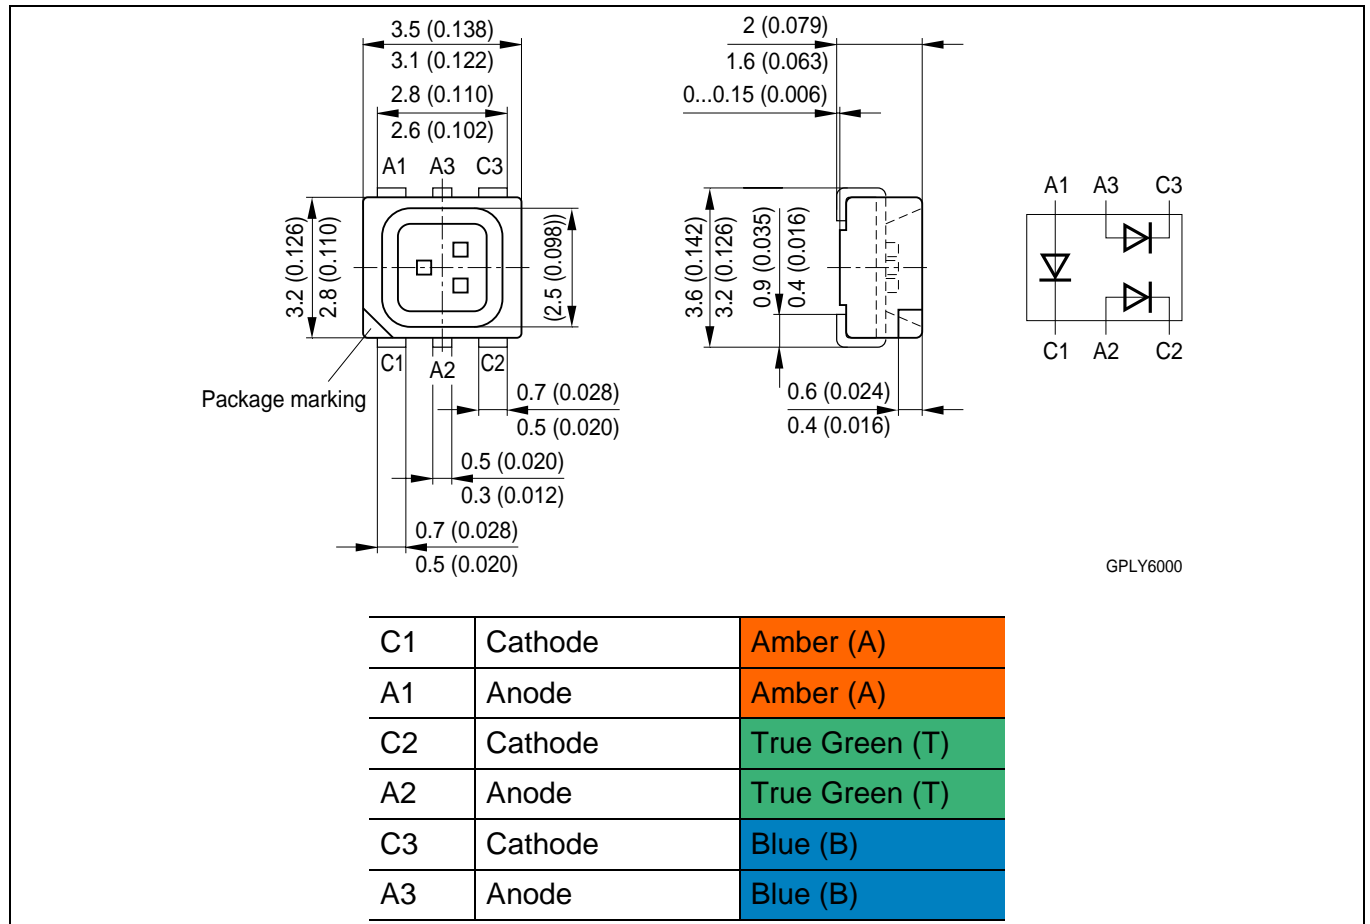 3.5 (0.138)
3.1 (0.122)
2.8 (0.110)
2.6 (0.102)
A1 A3 C3
3.2 (0.126)
2.8 (0.110)
(2.5 (0.098))
C1 A2 C2
Package marking
0.7 (0.028)
0.5 (0.020)
0.5 (0.020)
0.3 (0.012)
0.7 (0.028)
0.5 (0.020)
2 (0.079)
1.6 (0.063)
0...0.15 (0.006)
3.6 (0.142)
3.2 (0.126)
0.9 (0.035)
0.4 (0.016)
0.6 (0.024)
0.4 (0.016)
A1 A3 C3
C1 A2 C2
GPLY6000
C1 Cathode Amber (A)
A1 Anode Amber (A)
C2 Cathode True Green (T)
A2 Anode True Green (T)
C3 Cathode Blue (B)
A3 Anode Blue (B)